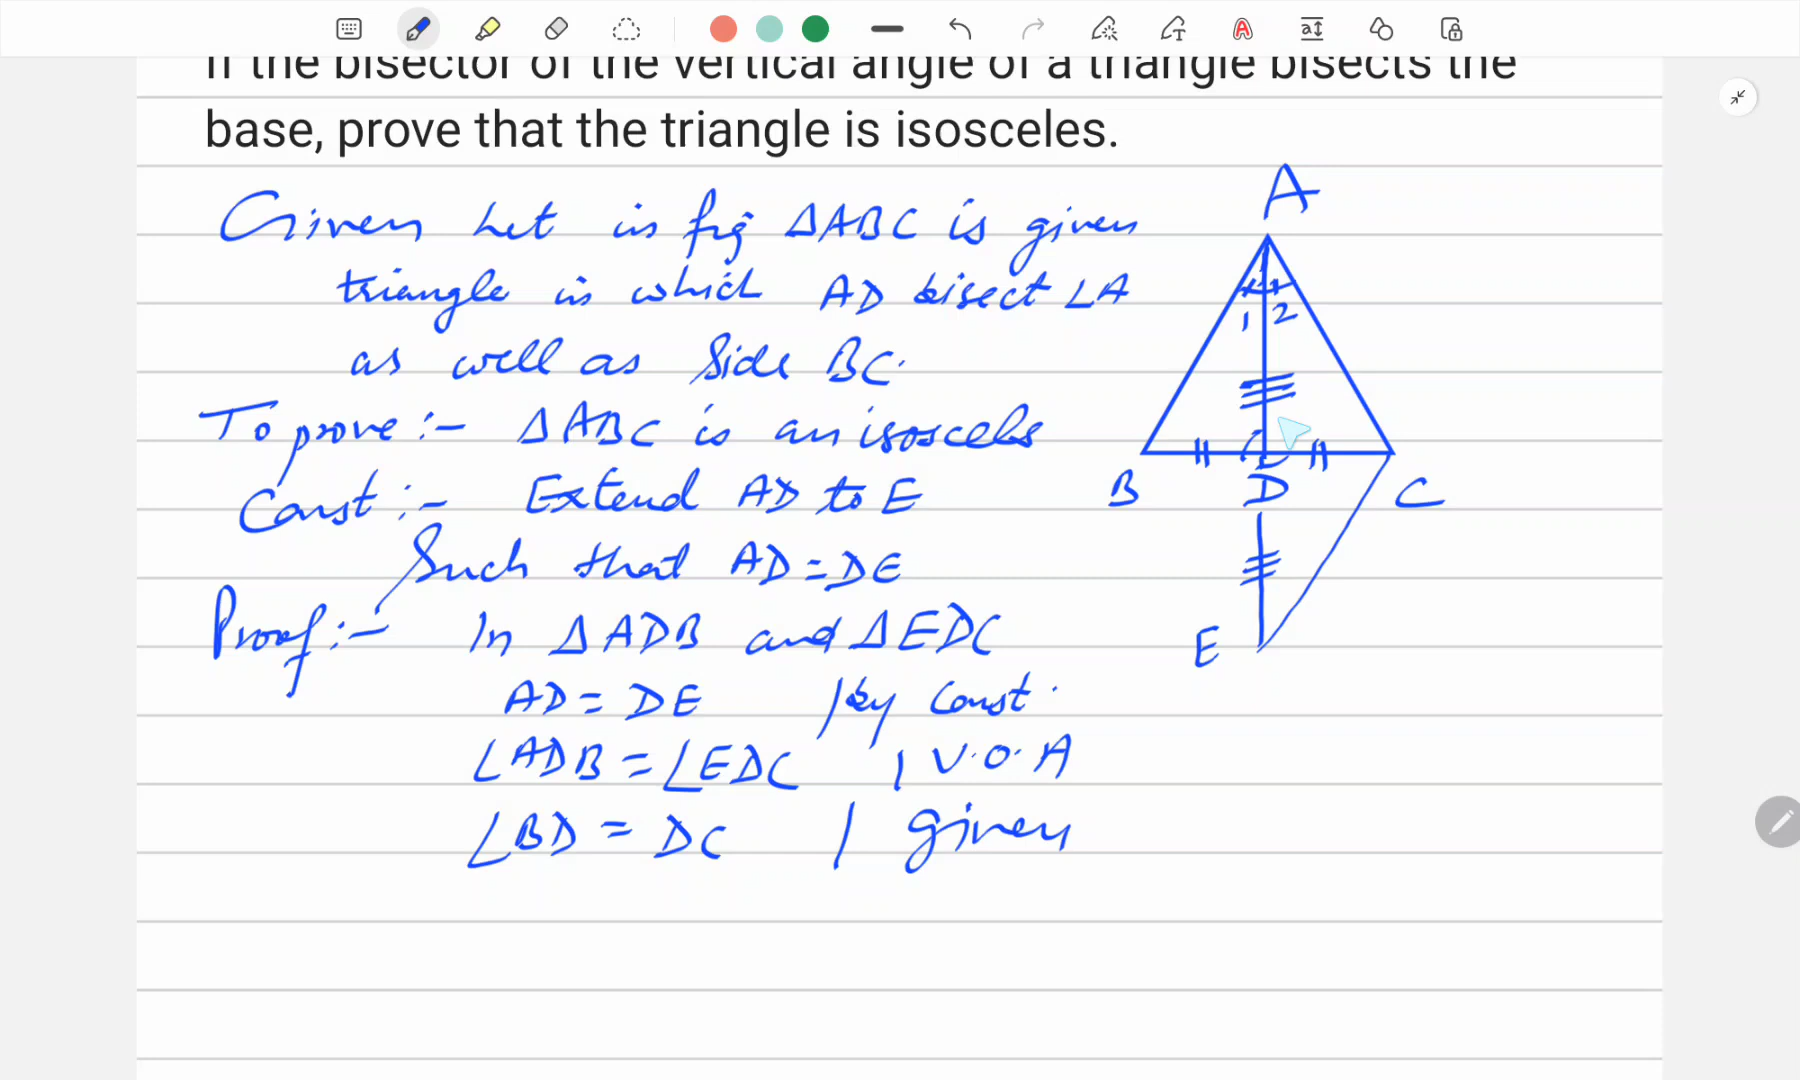 If the bisector of the vertical angle of a triangle bisects the
base, prove that the triangle is isosceles.
Given Let in fig ΔABC is given
triangle in which AD bisect ∠A
as well as Side BC.
To prove :- ΔABC is an isoscels
Const :- Extend AD to E
Such that AD = DE
Proof :- In ΔADB and ΔEDC
AD = DE / by Const.
∠ADB = ∠EDC | V.O.A
∠BD = DC | given
A
1 2
B D C
E